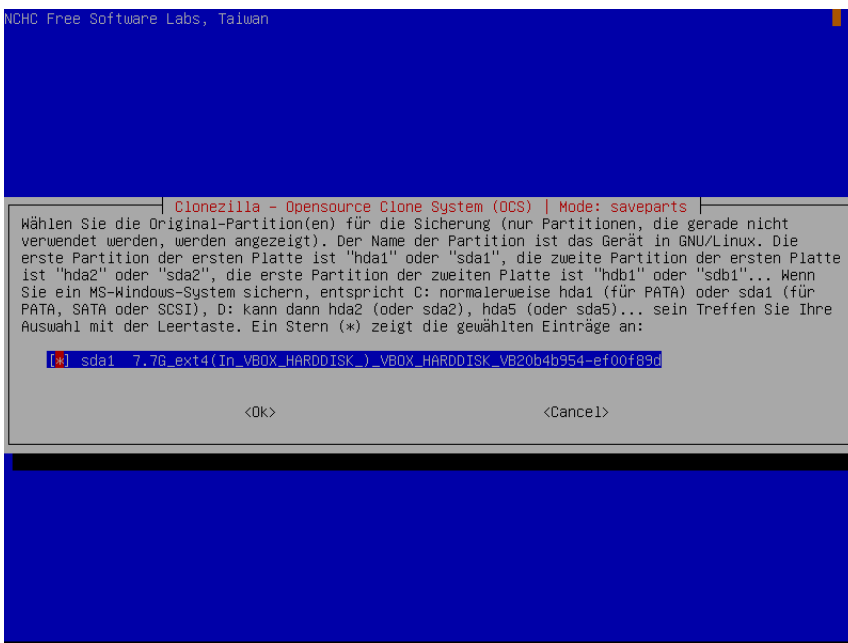 NCHC Free Software Labs, Taiwan
Clonezilla - Opensource Clone System (OCS) | Mode: saveparts
Wählen Sie die Original-Partition(en) für die Sicherung (nur Partitionen, die gerade nicht
verwendet werden, werden angezeigt). Der Name der Partition ist das Gerät in GNU/Linux. Die
erste Partition der ersten Platte ist "hda1" oder "sda1", die zweite Partition der ersten Platte
ist "hda2" oder "sda2", die erste Partition der zweiten Platte ist "hdb1" oder "sdb1"... Wenn
Sie ein MS-Windows-System sichern, entspricht C: normalerweise hda1 (für PATA) oder sda1 (für
PATA, SATA oder SCSI), D: kann dann hda2 (oder sda2), hda5 (oder sda5)... sein Treffen Sie Ihre
Auswahl mit der Leertaste. Ein Stern (*) zeigt die gewählten Einträge an:
[*] sda1 7.7G_ext4(In_VBOX_HARDDISK_)_VBOX_HARDDISK_VB20b4b954-ef00f89d
<Ok> <Cancel>